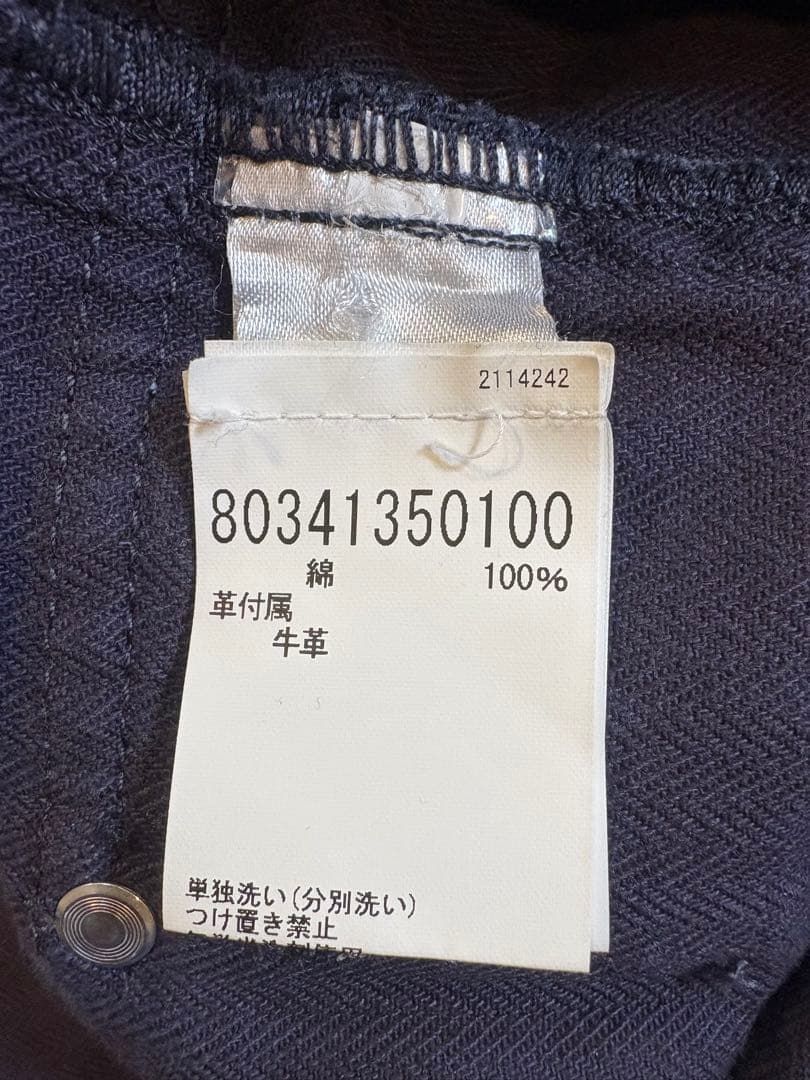 2114242
80341350100
綿 100%
革付属
牛革
単独洗い(分別洗い)
つけ置き禁止